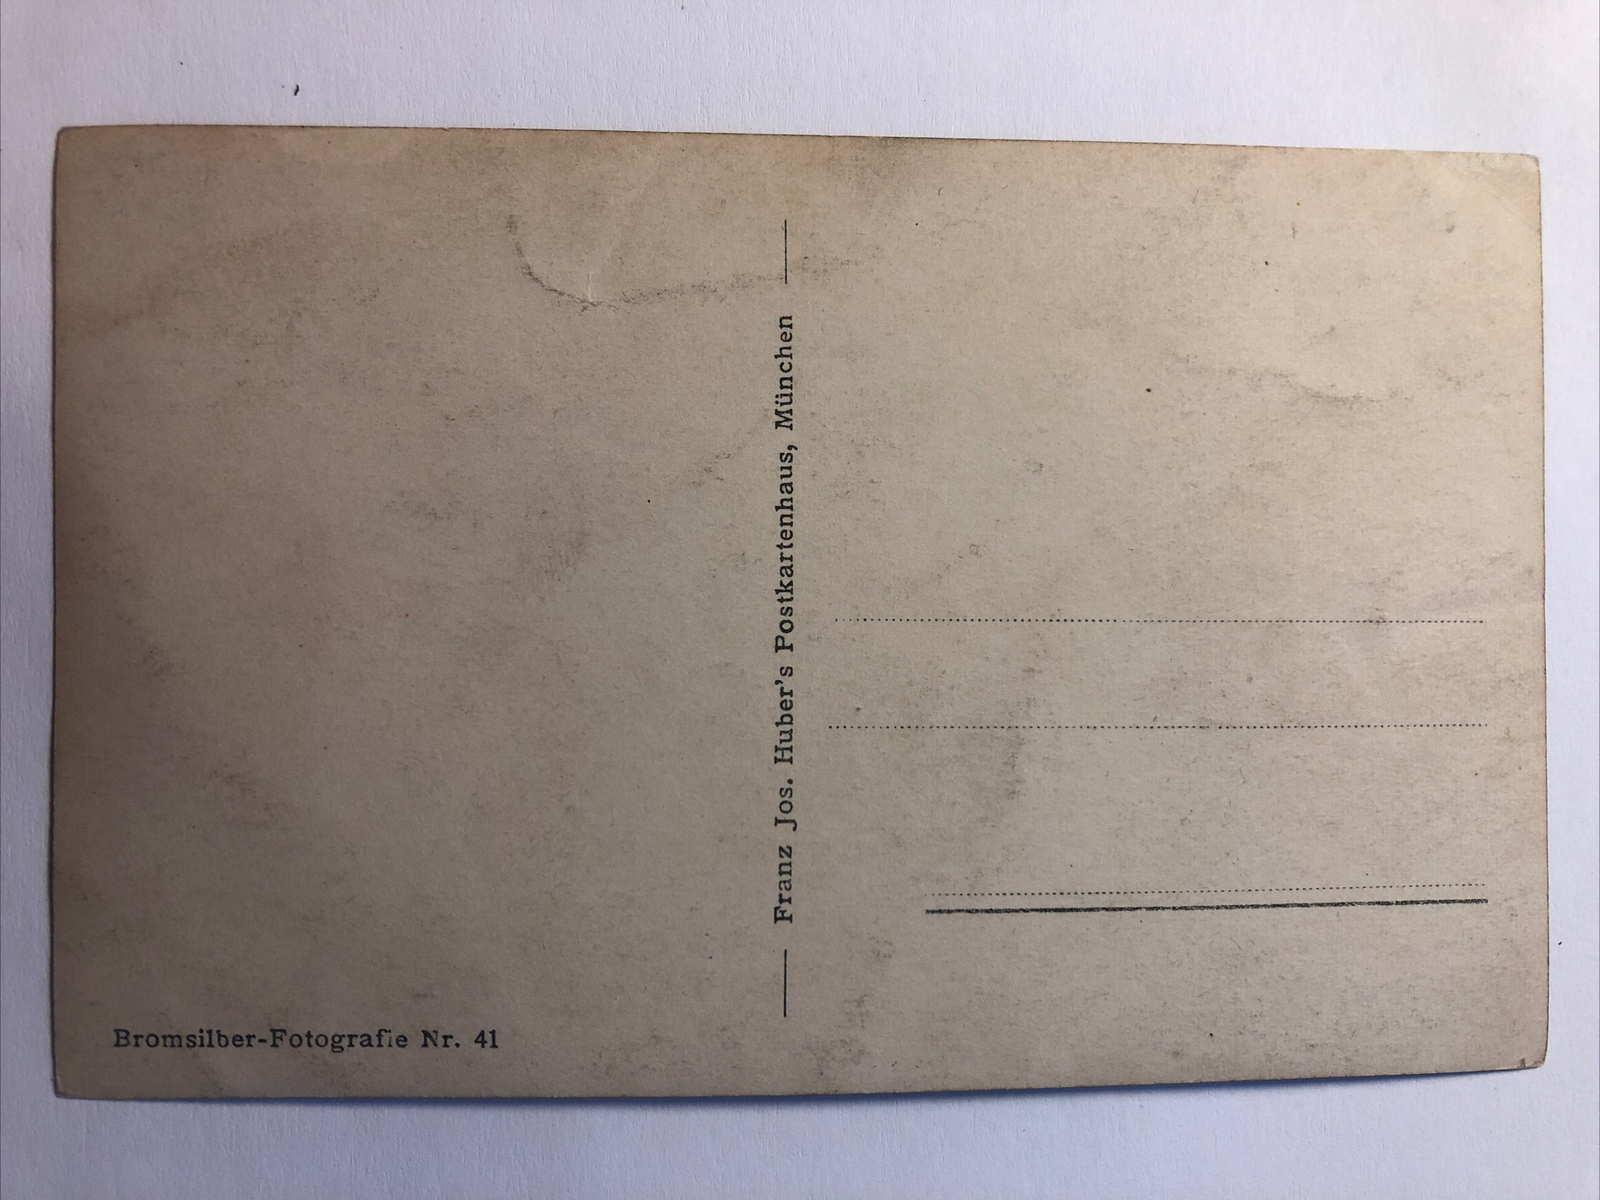 Franz Jos. Huber's Postkartenhaus, München
Bromsilber-Fotografie Nr. 41